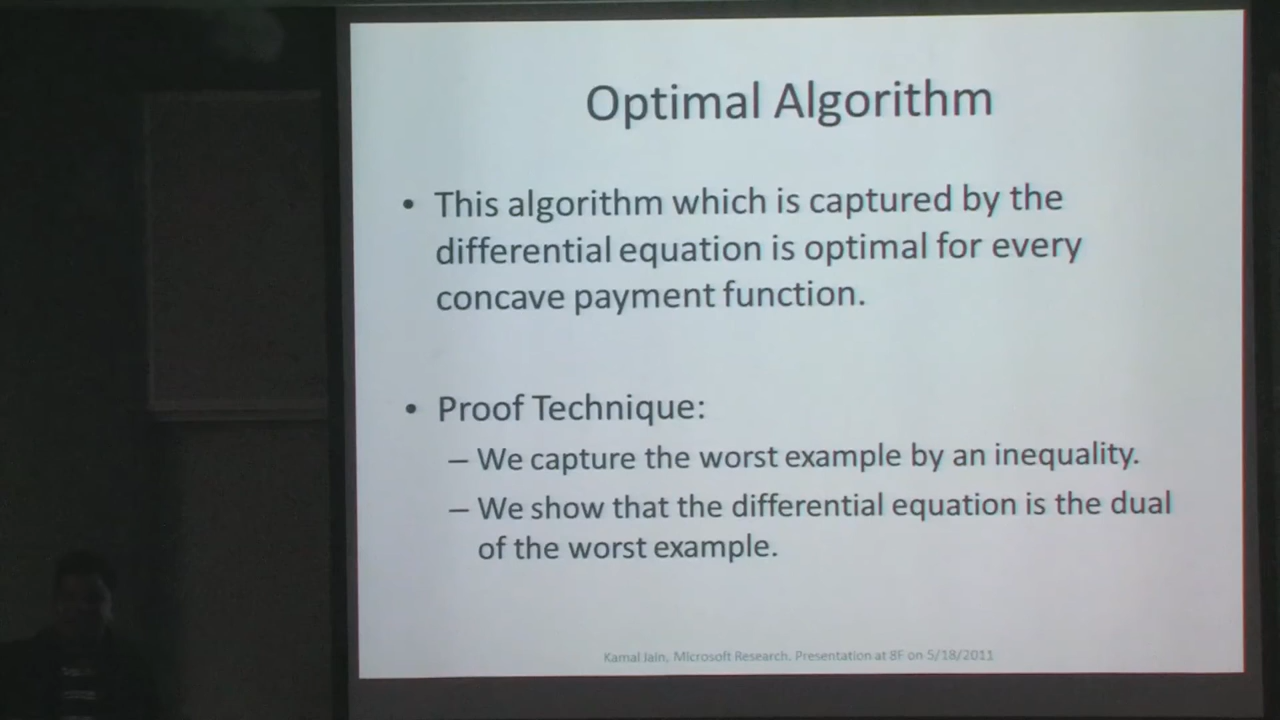 Optimal Algorithm
• This algorithm which is captured by the
differential equation is optimal for every
concave payment function.
• Proof Technique:
– We capture the worst example by an inequality.
– We show that the differential equation is the dual
of the worst example.
Kamal Jain, Microsoft Research. Presentation at 8F on 5/18/2011